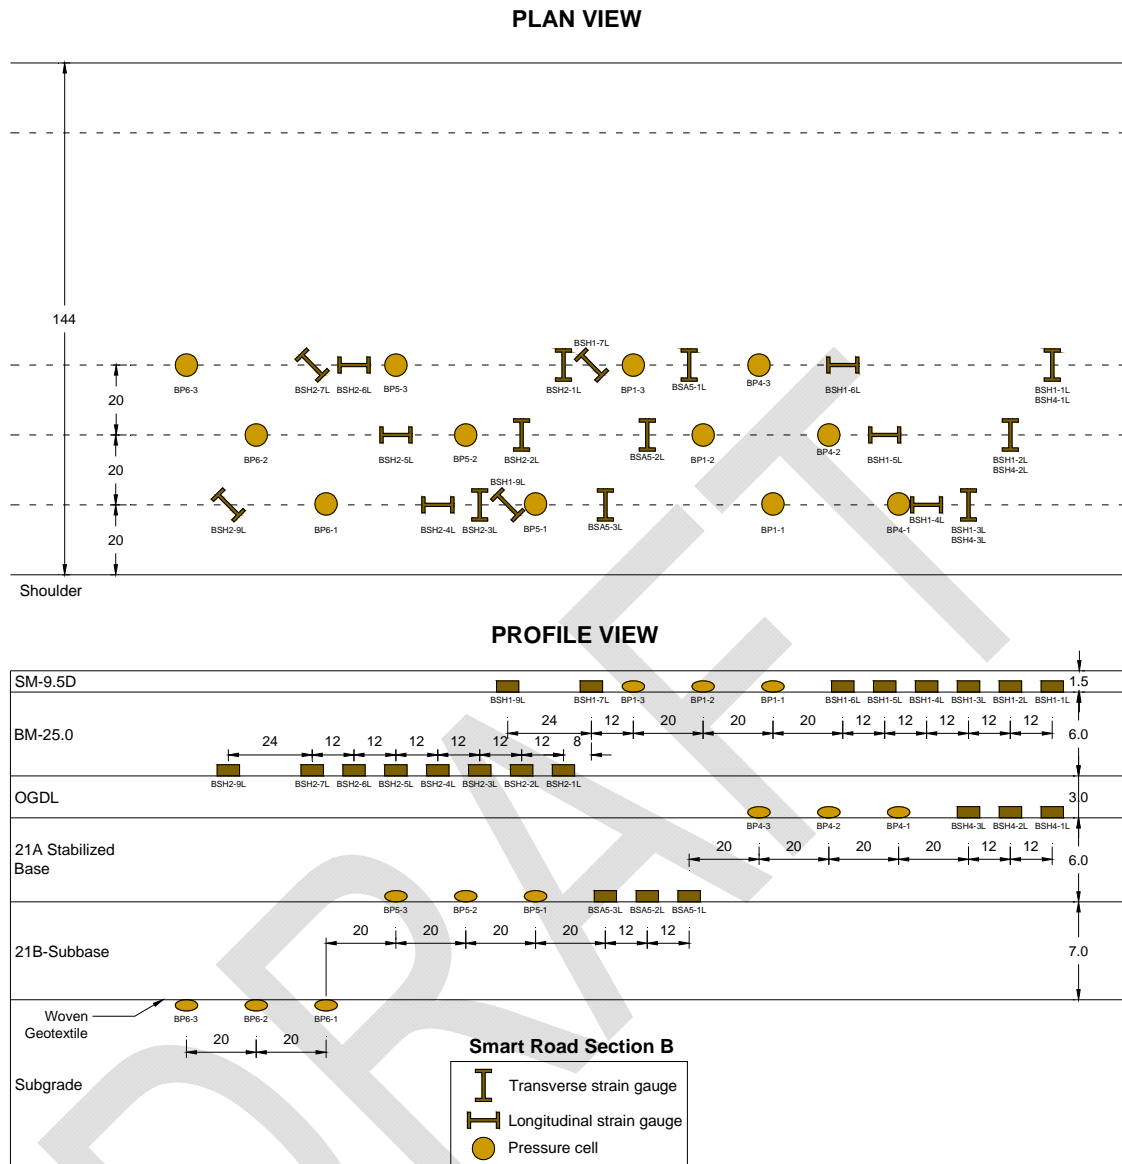 PLAN VIEW
144
BSH1-7L
BP6-3
BSH2-7L
BSH2-6L
BP5-3
BSH2-1L
BP1-3
BSA5-1L
BP4-3
BSH1-6L
BSH1-1L
BSH4-1L
20
BP6-2
BSH2-5L
BP5-2
BSH2-2L
BSA5-2L
BP1-2
BP4-2
BSH1-5L
BSH1-2L
BSH4-2L
20
BSH1-9L
BSH2-9L
BP6-1
BSH2-4L
BSH2-3L
BP5-1
BSA5-3L
BP1-1
BP4-1
BSH1-4L
BSH1-3L
BSH4-3L
20
Shoulder
PROFILE VIEW
SM-9.5D
1.5
BSH1-9L BSH1-7L BP1-3 BP1-2 BP1-1 BSH1-6L BSH1-5L BSH1-4L BSH1-3L BSH1-2L BSH1-1L
BM-25.0
24 12 20 20 20 12 12 12 12 12
6.0
24 12 12 12 12 12 12 8
BSH2-9L BSH2-7L BSH2-6L BSH2-5L BSH2-4L BSH2-3L BSH2-2L BSH2-1L
OGDL
3.0
BP4-3 BP4-2 BP4-1 BSH4-3L BSH4-2L BSH4-1L
21A Stabilized
Base
20 20 20 20 12 12
6.0
BP5-3 BP5-2 BP5-1 BSA5-3L BSA5-2L BSA5-1L
21B-Subbase
20 20 20 20 12 12
7.0
Woven
Geotextile
BP6-3 BP6-2 BP6-1
20 20
Subgrade
Smart Road Section B
Transverse strain gauge
Longitudinal strain gauge
Pressure cell
DRAFT